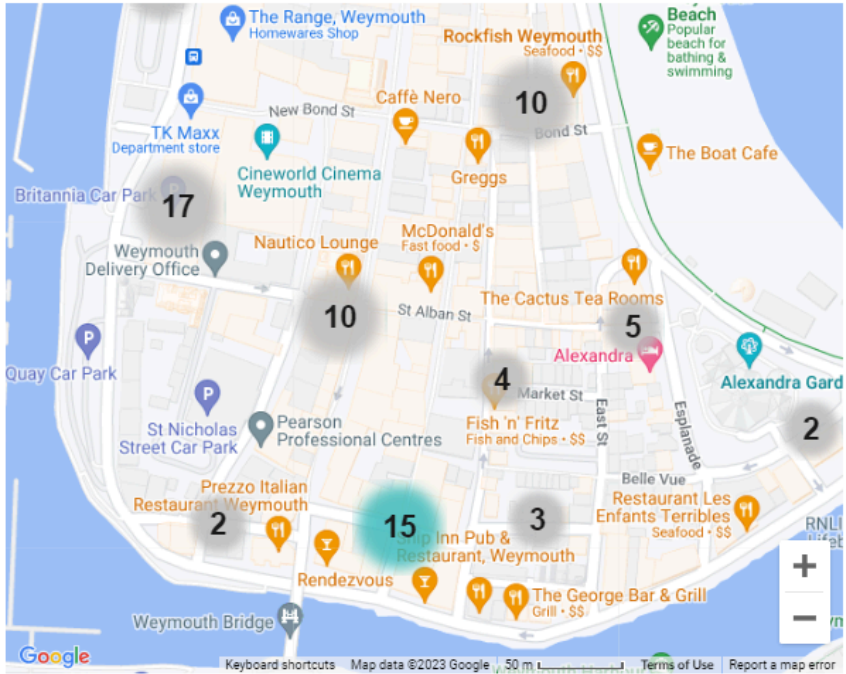 The Range, Weymouth
Homewares Shop
Beach
Popular
beach for
bathing &
swimming
Rockfish Weymouth
Seafood • $$
10
TK Maxx
Department store
New Bond St
Caffè Nero
Bond St
The Boat Cafe
Cineworld Cinema
Weymouth
Greggs
Britannia Car Park
17
Weymouth
Delivery Office
Nautico Lounge
McDonald's
Fast food • $
The Cactus Tea Rooms
10
St Alban St
5
P
Quay Car Park
Alexandra
Alexandra Gard
4
Market St
P
St Nicholas
Street Car Park
Pearson
Professional Centres
Fish 'n' Fritz
Fish and Chips • $$
East St
Esplanade
2
Belle Vue
Prezzo Italian
Restaurant Weymouth
2
15
3
Restaurant Les
Enfants Terribles
Seafood • $$
RNLI
Ship Inn Pub &
Restaurant, Weymouth
Rendezvous
The George Bar & Grill
Grill • $$
+
−
Weymouth Bridge
Google
Keyboard shortcuts
Map data ©2023 Google
50 m
Terms of Use
Report a map error